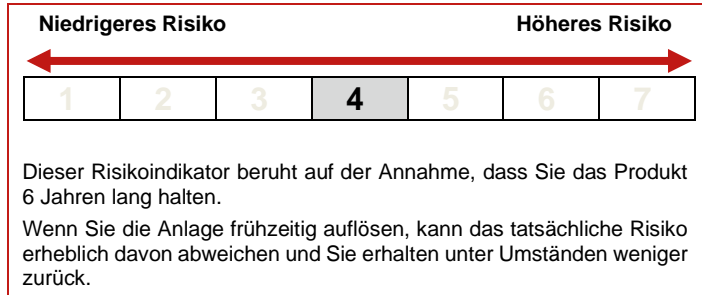 Niedrigeres Risiko Höheres Risiko
1 2 3 4 5 6 7
Dieser Risikoindikator beruht auf der Annahme, dass Sie das Produkt
6 Jahren lang halten.
Wenn Sie die Anlage frühzeitig auflösen, kann das tatsächliche Risiko
erheblich davon abweichen und Sie erhalten unter Umständen weniger
zurück.